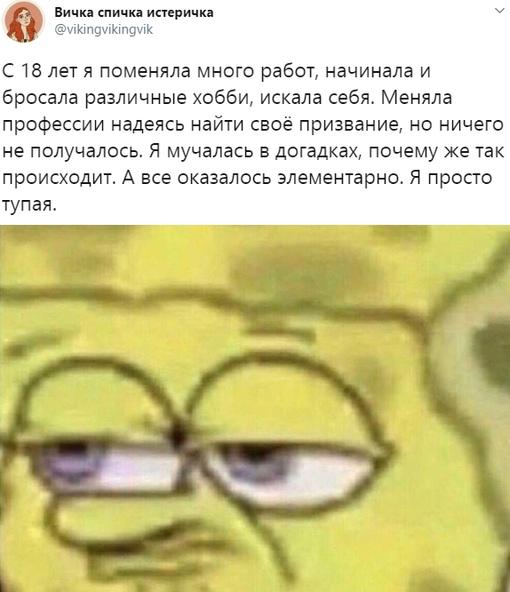 Вичка спичка истеричка
@vikingvikingvik
С 18 лет я поменяла много работ, начинала и
бросала различные хобби, искала себя. Меняла
профессии надеясь найти своё призвание, но ничего
не получалось. Я мучалась в догадках, почему же так
происходит. А все оказалось элементарно. Я просто
тупая.